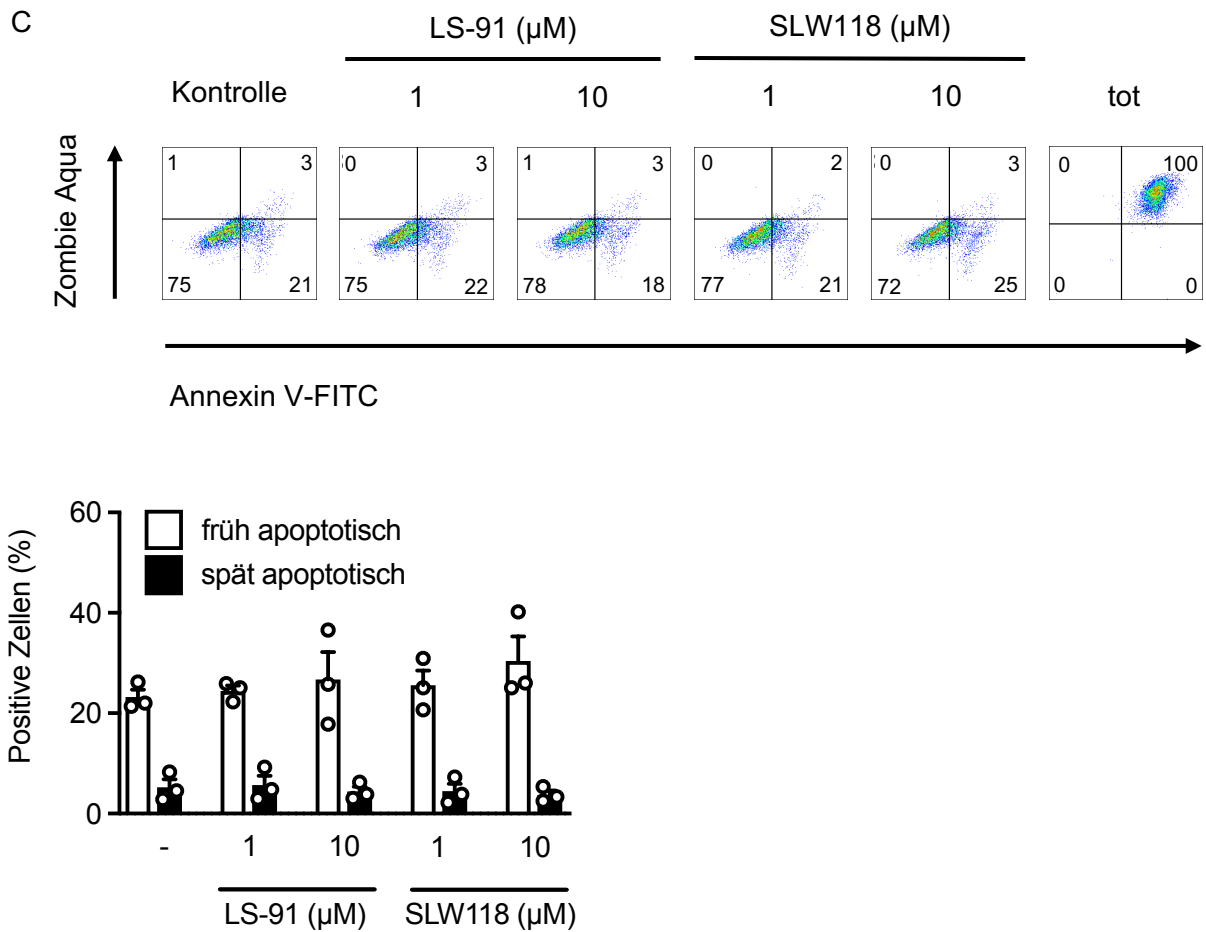 C
LS-91 (µM) SLW118 (µM)
Kontrolle 1 10 1 10 tot
Zombie Aqua
1 3 0 3 1 3 0 2 0 3 0 100
75 21 75 22 78 18 77 21 72 25 0 0
Annexin V-FITC
Positive Zellen (%)
60
früh apoptotisch
spät apoptotisch
40
20
0
- 1 10 1 10
LS-91 (µM) SLW118 (µM)